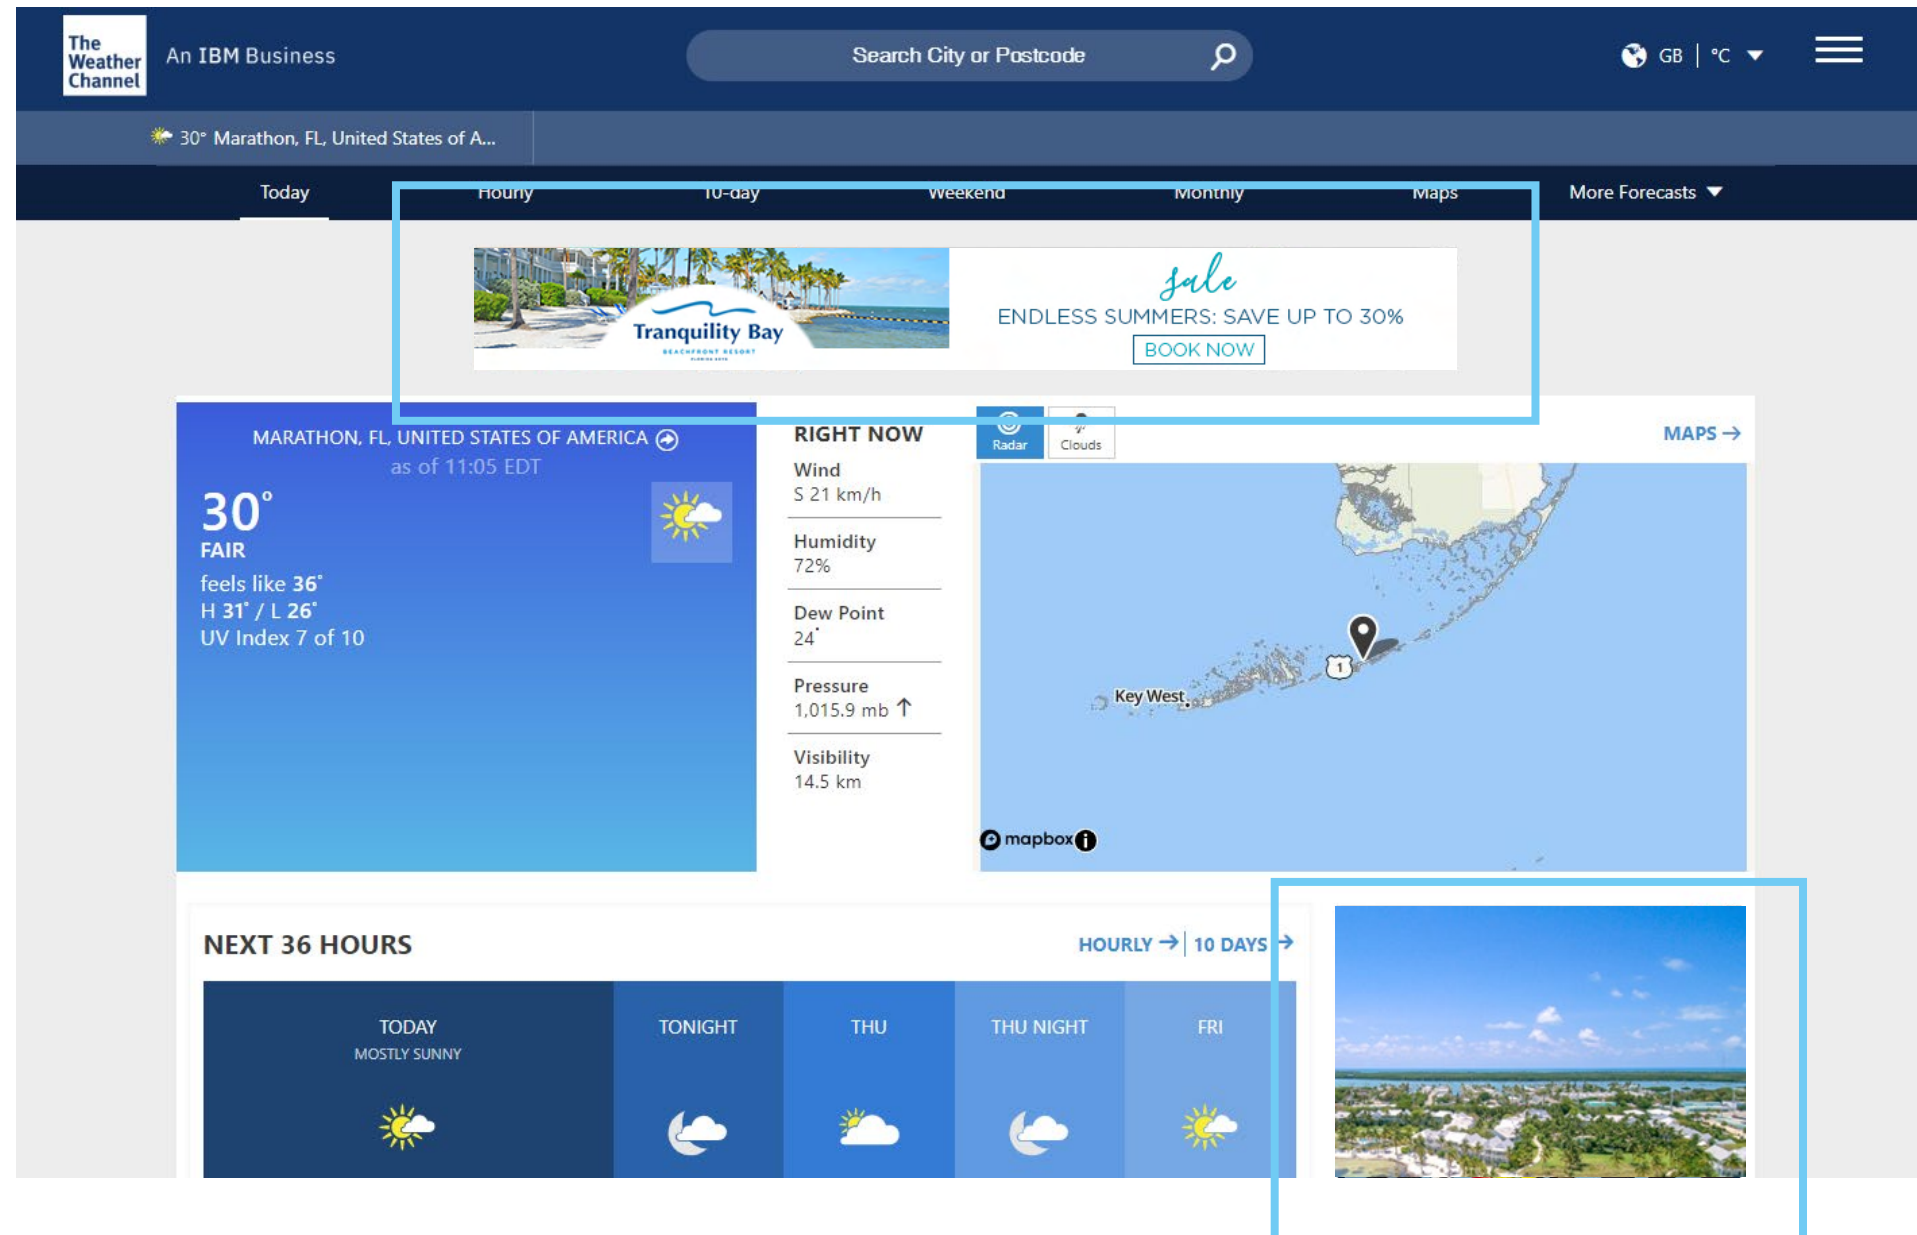 The
Weather
Channel
An IBM Business
Search City or Postcode
GB | °C
30° Marathon, FL, United States of A...
Today Hourly 10-day Weekend Monthly Maps More Forecasts
Tranquility Bay
BEACHFRONT RESORT
FLORIDA KEYS
sale
ENDLESS SUMMERS: SAVE UP TO 30%
BOOK NOW
MARATHON, FL, UNITED STATES OF AMERICA
as of 11:05 EDT
30°
FAIR
feels like 36°
H 31° / L 26°
UV Index 7 of 10
RIGHT NOW
Wind
S 21 km/h
Humidity
72%
Dew Point
24°
Pressure
1,015.9 mb ↑
Visibility
14.5 km
Radar
Clouds
MAPS →
1
Key West
mapbox
NEXT 36 HOURS
HOURLY → | 10 DAYS →
TODAY
MOSTLY SUNNY
TONIGHT
THU
THU NIGHT
FRI